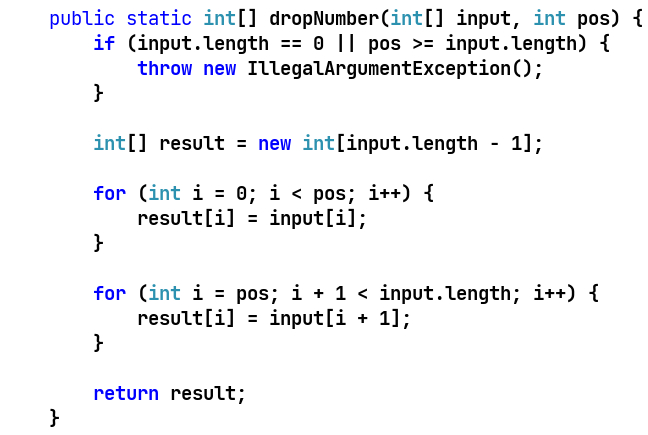 public static int[] dropNumber(int[] input, int pos) {
    if (input.length == 0 || pos >= input.length) {
        throw new IllegalArgumentException();
    }

    int[] result = new int[input.length - 1];

    for (int i = 0; i < pos; i++) {
        result[i] = input[i];
    }

    for (int i = pos; i + 1 < input.length; i++) {
        result[i] = input[i + 1];
    }

    return result;
}